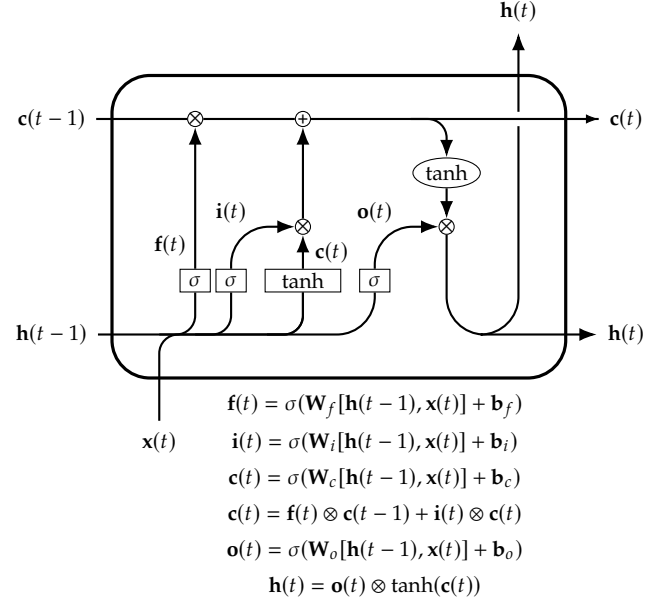 h(t)
c(t − 1)
c(t)
tanh
i(t)
o(t)
f(t)
c(t)
σ
σ
tanh
σ
h(t − 1)
h(t)
x(t)
f(t) = σ(W_f[h(t − 1), x(t)] + b_f)
i(t) = σ(W_i[h(t − 1), x(t)] + b_i)
c(t) = σ(W_c[h(t − 1), x(t)] + b_c)
c(t) = f(t) ⊗ c(t − 1) + i(t) ⊗ c(t)
o(t) = σ(W_o[h(t − 1), x(t)] + b_o)
h(t) = o(t) ⊗ tanh(c(t))